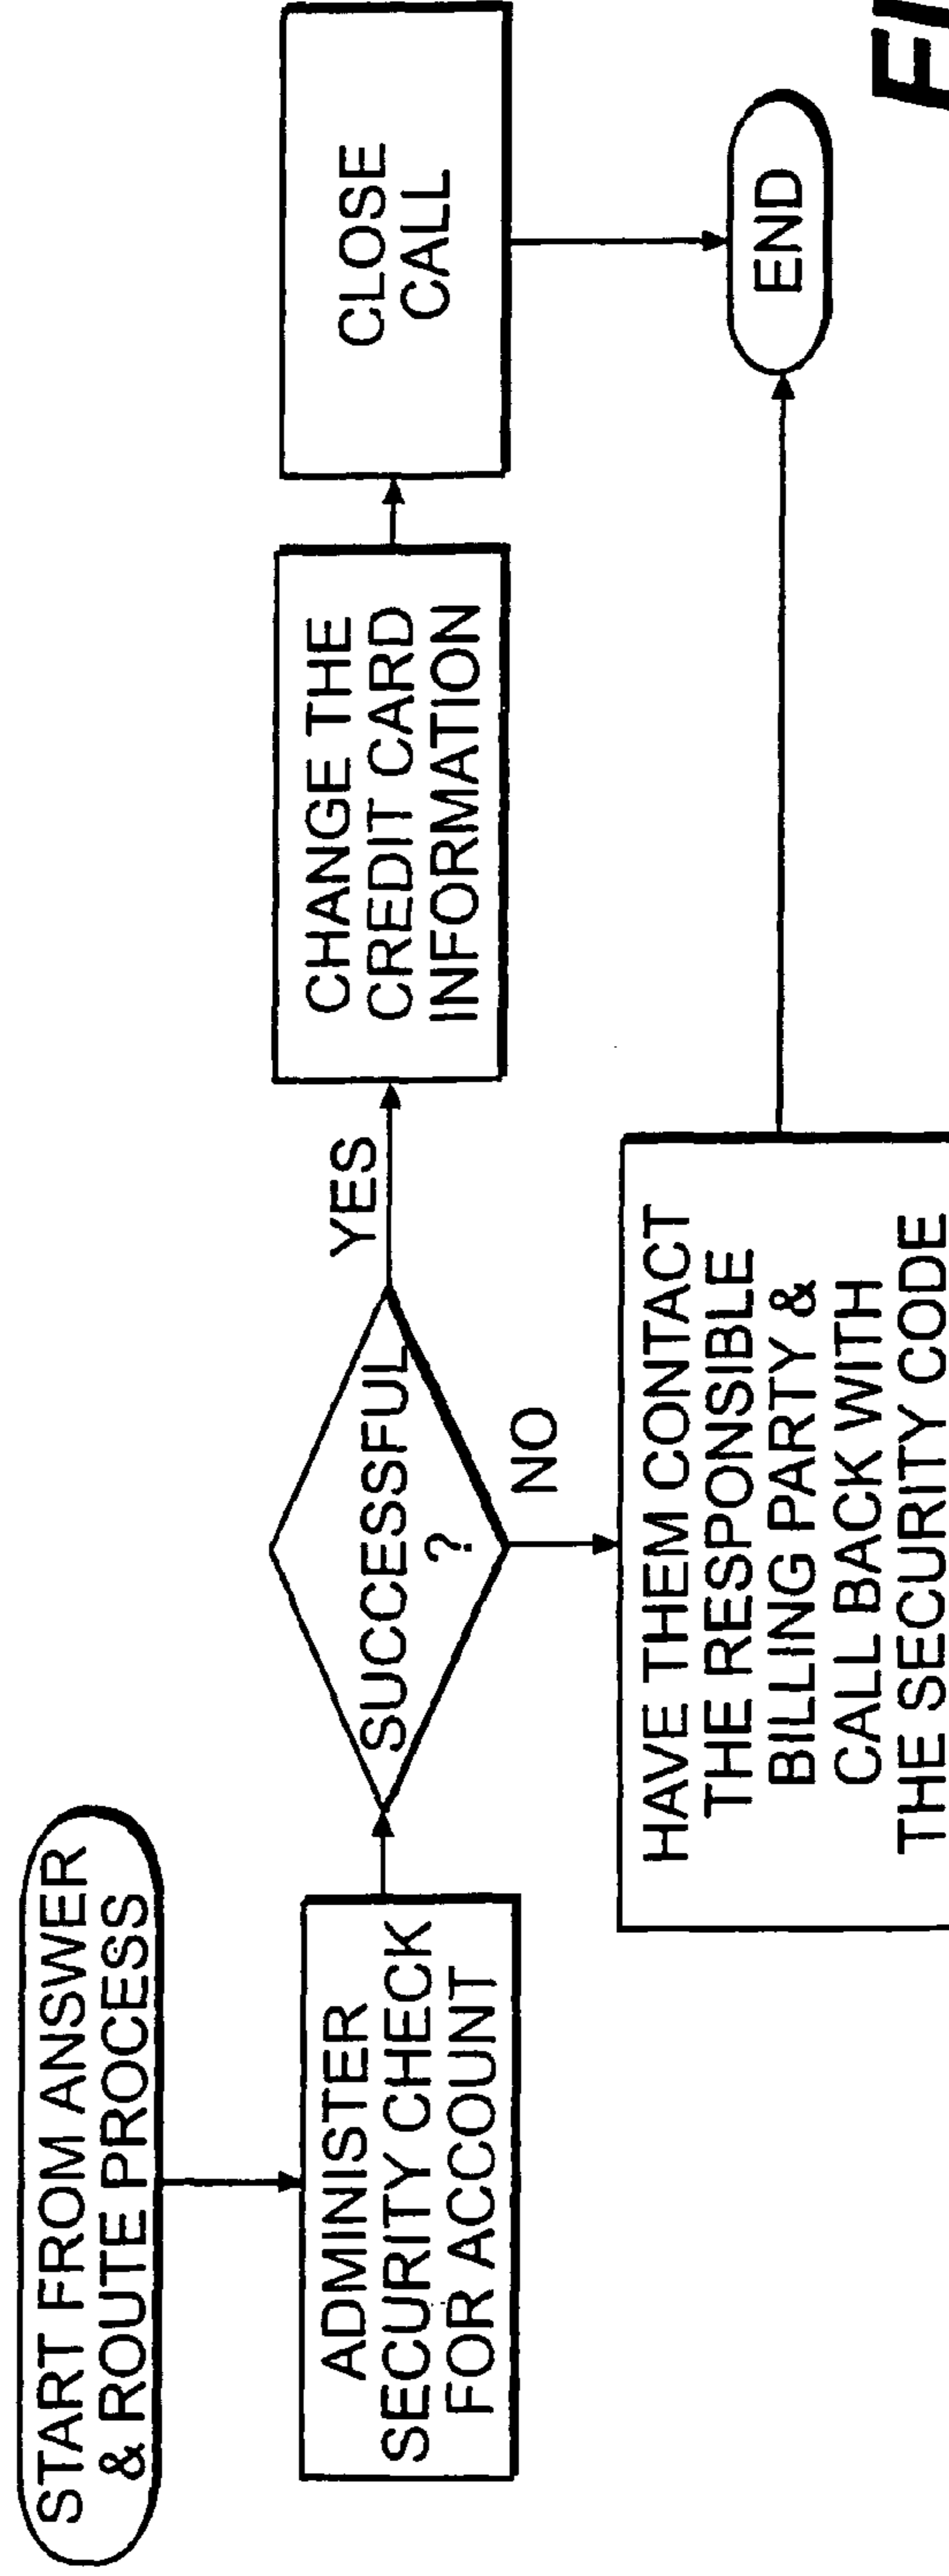 START FROM ANSWER
& ROUTE PROCESS
ADMINISTER
SECURITY CHECK
FOR ACCOUNT
SUCCESSFUL
?
YES
NO
CHANGE THE
CREDIT CARD
INFORMATION
CLOSE
CALL
HAVE THEM CONTACT
THE RESPONSIBLE
BILLING PARTY &
CALL BACK WITH
THE SECURITY CODE
END